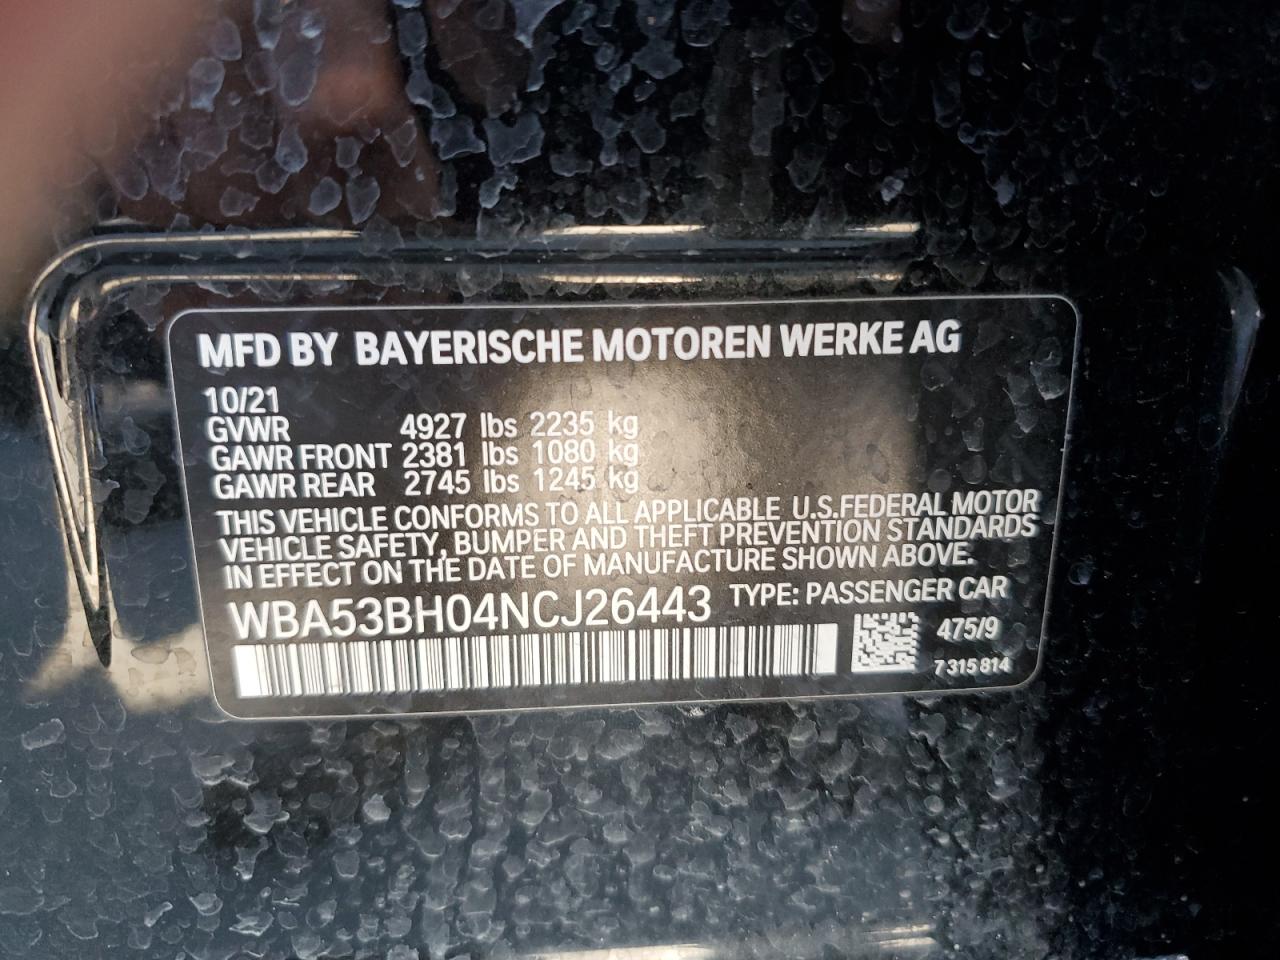 MFD BY BAYERISCHE MOTOREN WERKE AG
10/21
GVWR 4927 lbs 2235 kg
GAWR FRONT 2381 lbs 1080 kg
GAWR REAR 2745 lbs 1245 kg
THIS VEHICLE CONFORMS TO ALL APPLICABLE U.S.FEDERAL MOTOR
VEHICLE SAFETY, BUMPER AND THEFT PREVENTION STANDARDS
IN EFFECT ON THE DATE OF MANUFACTURE SHOWN ABOVE.
WBA53BH04NCJ26443 TYPE: PASSENGER CAR
475/9
7 315 814